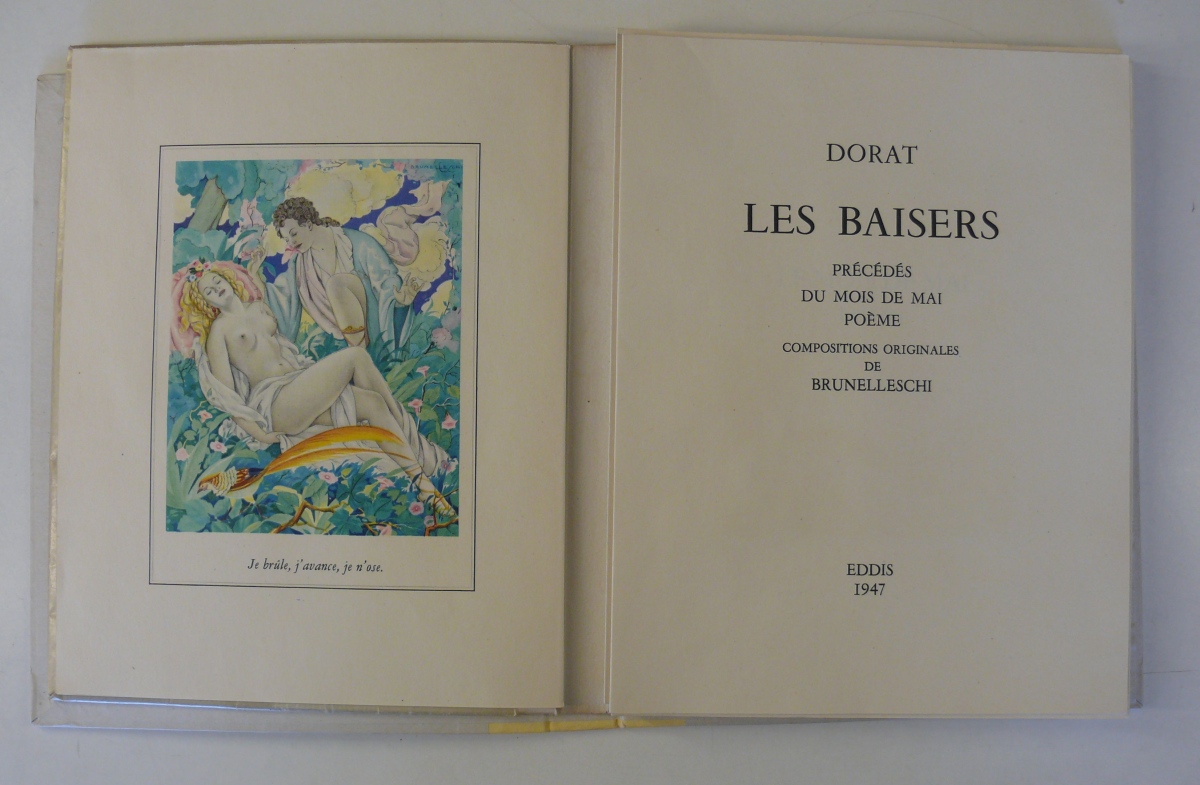 BRUNELLESCHI
Je brûle, j'avance, je n'ose.
DORAT
LES BAISERS
PRÉCÉDÉS
DU MOIS DE MAI
POÈME
COMPOSITIONS ORIGINALES
DE
BRUNELLESCHI
EDDIS
1947